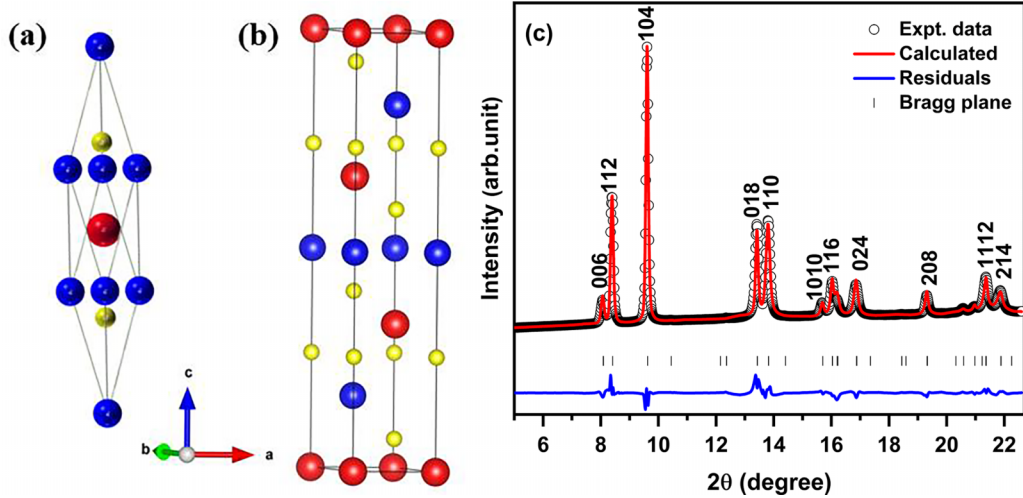 (a)
(b)
(c)
c
b
a
Intensity (arb.unit)
006
112
104
018
110
1010
116
024
208
1112
214
Expt. data
Calculated
Residuals
Bragg plane
6 8 10 12 14 16 18 20 22
2θ (degree)